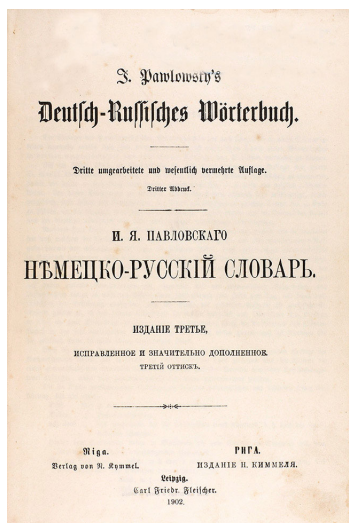 J. Pawlowsky's
Deutsch-Russisches Wörterbuch.
Dritte umgearbeitete und wesentlich vermehrte Auflage.
Dritter Abdruck.
И. Я. ПАВЛОВСКАГО
НѢМЕЦКО-РУССКІЙ СЛОВАРЬ.
ИЗДАНІЕ ТРЕТЬЕ,
ИСПРАВЛЕННОЕ И ЗНАЧИТЕЛЬНО ДОПОЛНЕННОЕ.
ТРЕТІЙ ОТТИСКЪ.
Riga.
Verlag von N. Kymmel.
РИГА.
ИЗДАНІЕ Н. КИММЕЛЯ.
Leipzig.
Carl Friedr. Fleischer.
1902.